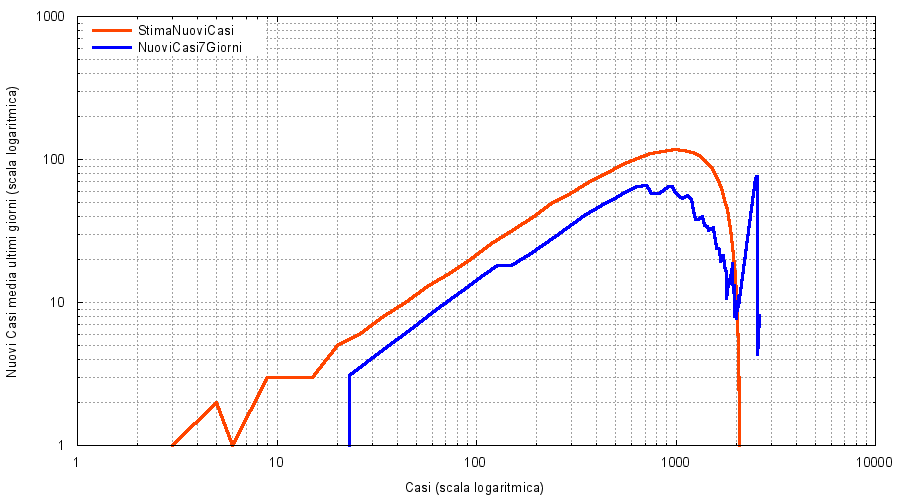 1000
StimaNuoviCasi
NuoviCasi7Giorni
100
10
1
Nuovi Casi media ultimi giorni (scala logaritmica)
1 10 100 1000 10000
Casi (scala logaritmica)